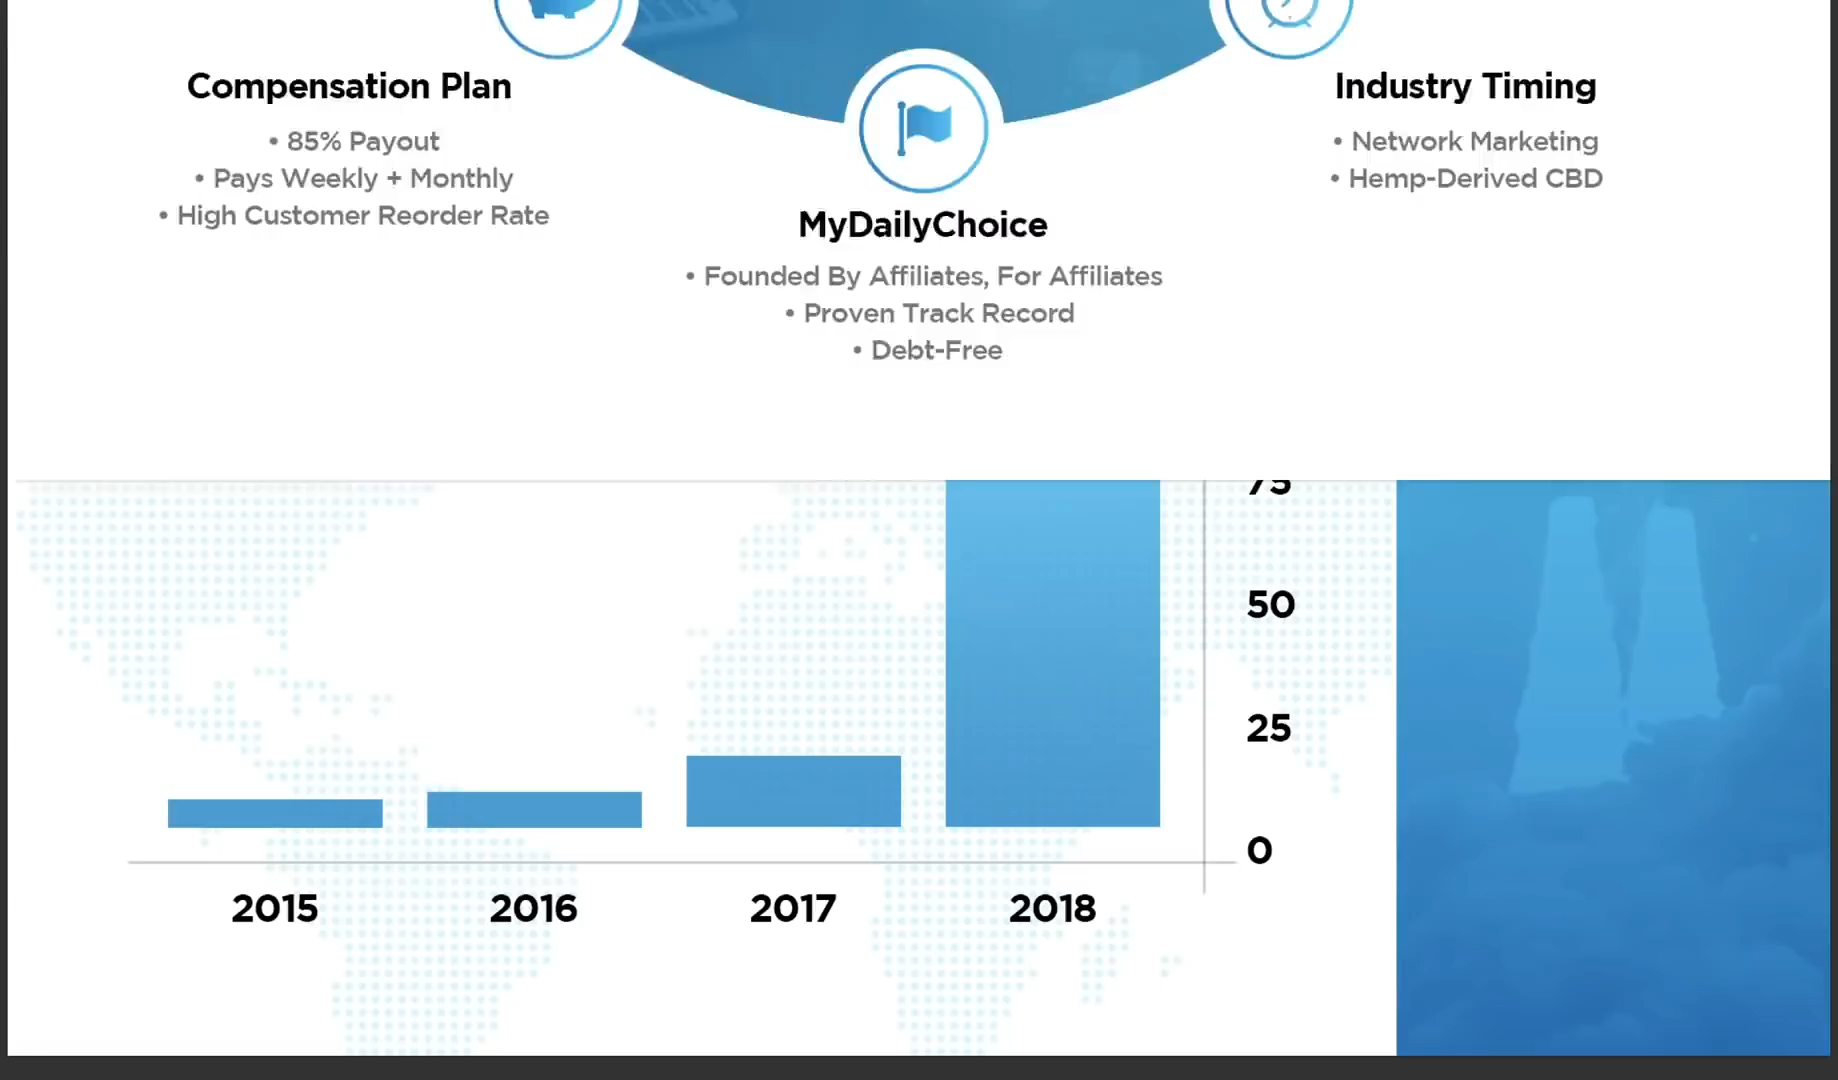 Compensation Plan
• 85% Payout
• Pays Weekly + Monthly
• High Customer Reorder Rate
MyDailyChoice
• Founded By Affiliates, For Affiliates
• Proven Track Record
• Debt-Free
Industry Timing
• Network Marketing
• Hemp-Derived CBD
75
50
25
0
2015 2016 2017 2018